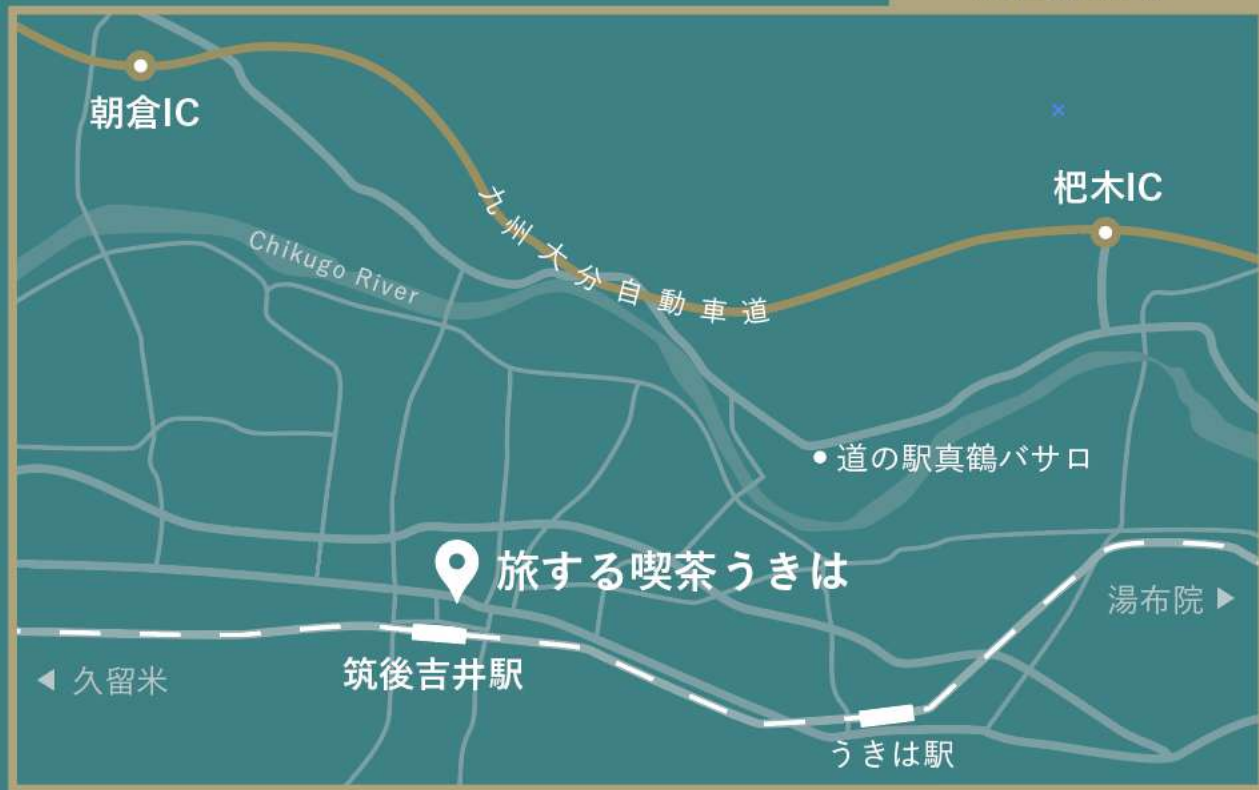 朝倉IC
杷木IC
九州大分自動車道
Chikugo River
道の駅真鶴バサロ
旅する喫茶うきは
湯布院
久留米
筑後吉井駅
うきは駅